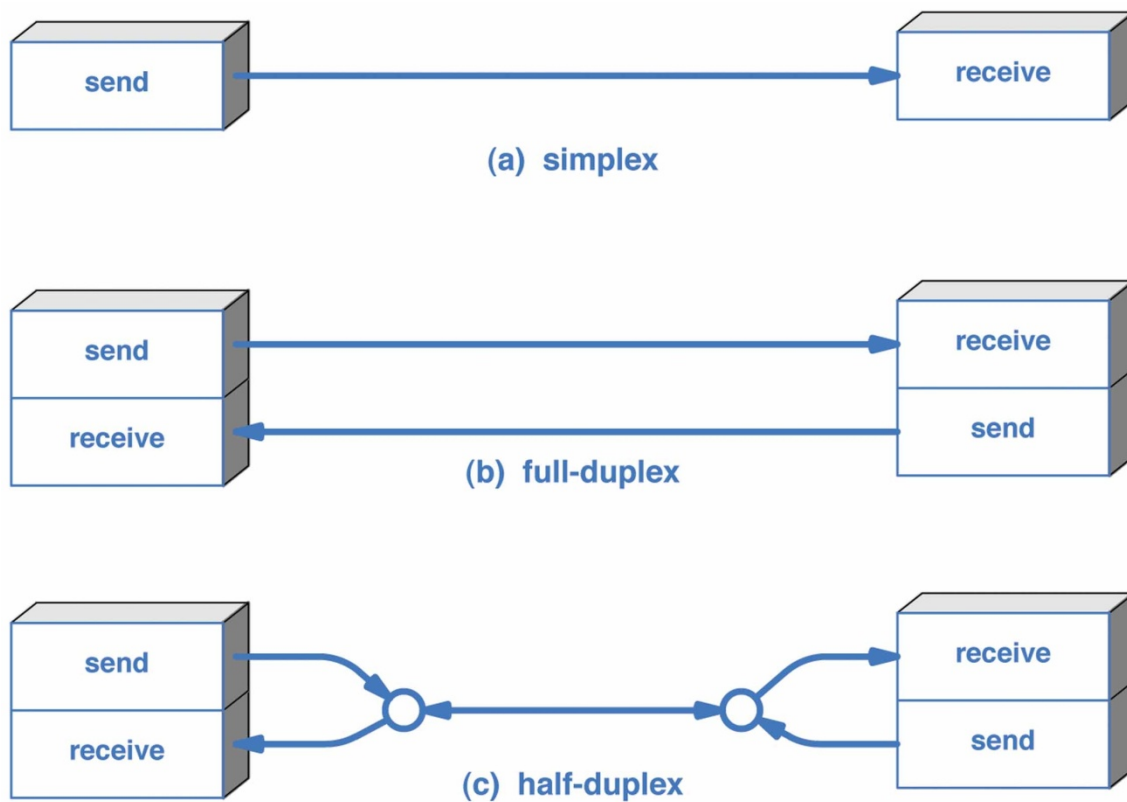 send
receive
(a) simplex
send
receive
receive
send
(b) full-duplex
send
receive
receive
send
(c) half-duplex